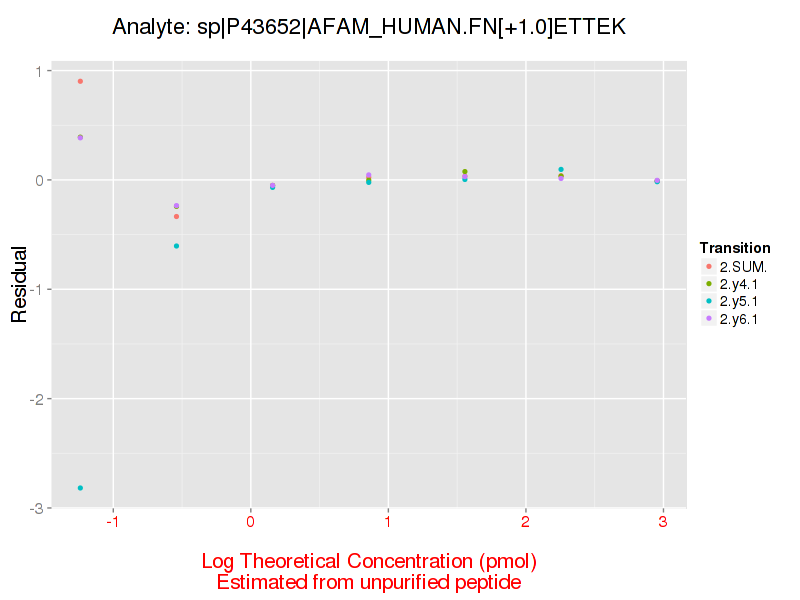 Analyte: sp|P43652|AFAM_HUMAN.FN[+1.0]ETTEK
Residual
1
0
-1
-2
-3
-1
0
1
2
3
Log Theoretical Concentration (pmol)
Estimated from unpurified peptide
Transition
2.SUM.
2.y4.1
2.y5.1
2.y6.1